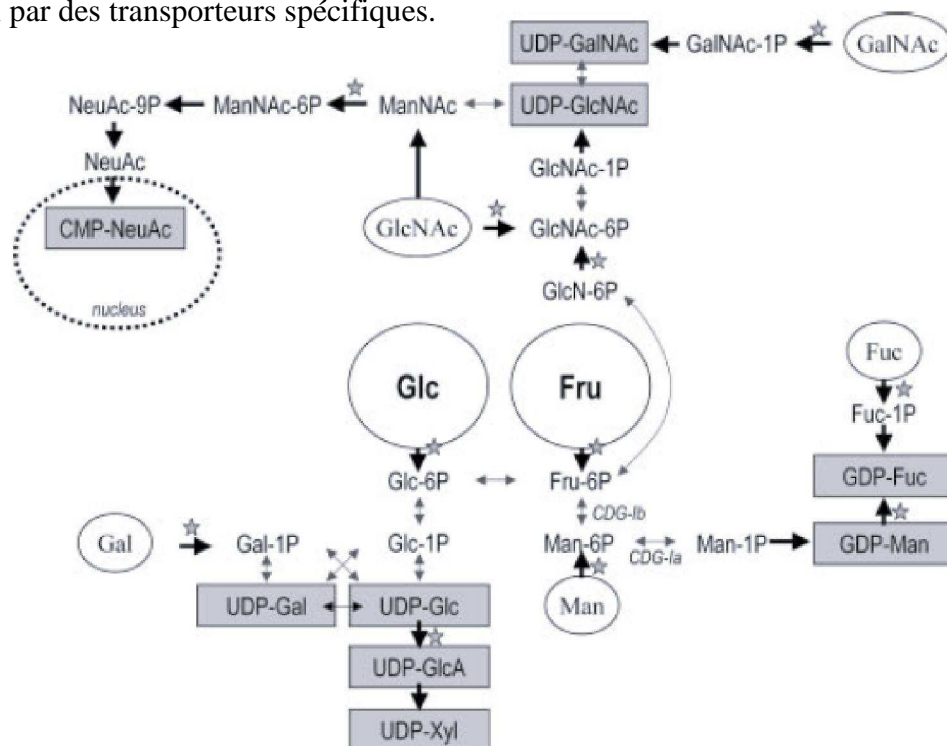 par des transporteurs spécifiques.
UDP-GalNAc
GalNAc-1P
GalNAc
NeuAc-9P
ManNAc-6P
ManNAc
UDP-GlcNAc
NeuAc
GlcNAc-1P
CMP-NeuAc
GlcNAc
GlcNAc-6P
nucleus
GlcN-6P
Glc
Fru
Fuc
Fuc-1P
Glc-6P
Fru-6P
GDP-Fuc
CDG-Ib
Gal
Gal-1P
Glc-1P
Man-6P
CDG-Ia
Man-1P
GDP-Man
UDP-Gal
UDP-Glc
Man
UDP-GlcA
UDP-Xyl